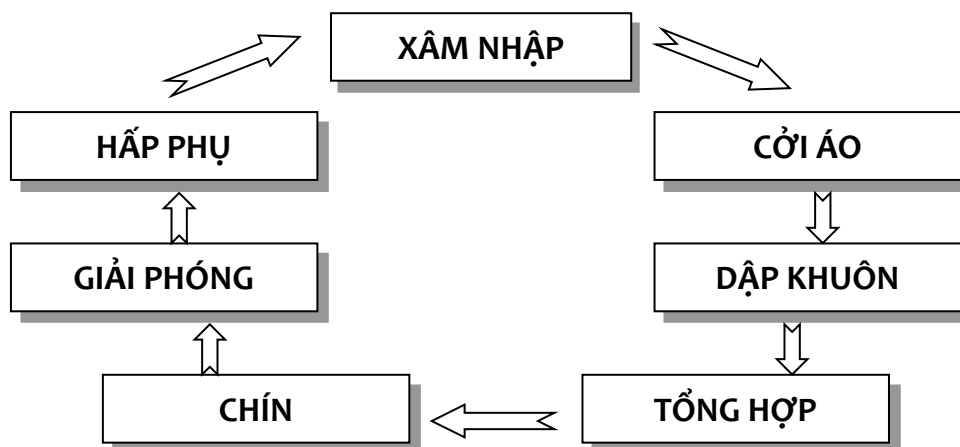 XÂM NHẬP
HẤP PHỤ
CỞI ÁO
GIẢI PHÓNG
DẬP KHUÔN
CHÍN
TỔNG HỢP